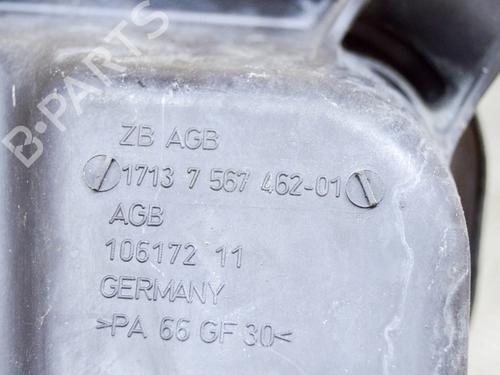 B-PARTS
ZB AGB
1713 7 567 462-01
AGB
106172 11
GERMANY
>PA 66 GF 30<